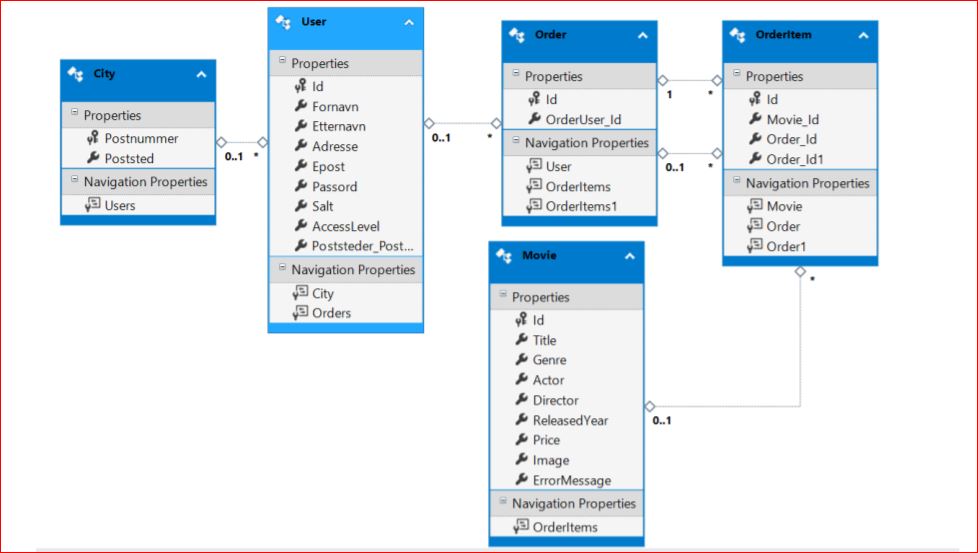 City
Properties
Postnummer
Poststed
Navigation Properties
Users
0..1
*
User
Properties
Id
Fornavn
Etternavn
Adresse
Epost
Passord
Salt
AccessLevel
Poststeder_Post...
Navigation Properties
City
Orders
0..1
*
Order
Properties
Id
OrderUser_Id
Navigation Properties
User
OrderItems
OrderItems1
1
*
0..1
*
OrderItem
Properties
Id
Movie_Id
Order_Id
Order_Id1
Navigation Properties
Movie
Order
Order1
*
Movie
Properties
Id
Title
Genre
Actor
Director
ReleasedYear
Price
Image
ErrorMessage
Navigation Properties
OrderItems
0..1